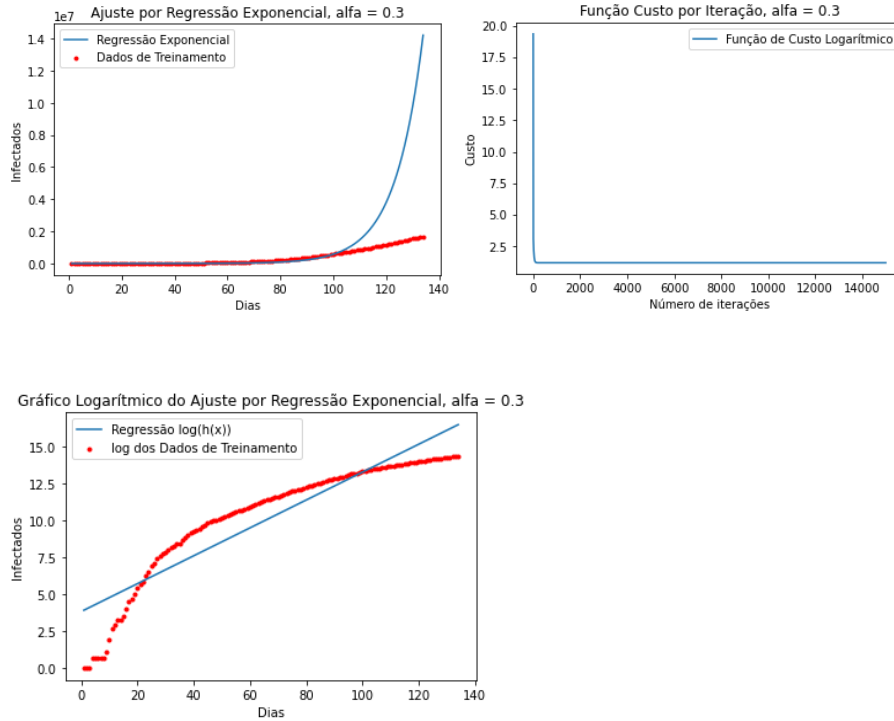 Ajuste por Regressão Exponencial, alfa = 0.3
1e7
1.4
1.2
1.0
0.8
0.6
0.4
0.2
0.0
Infectados
Regressão Exponencial
Dados de Treinamento
0 20 40 60 80 100 120 140
Dias
Função Custo por Iteração, alfa = 0.3
20.0
17.5
15.0
12.5
10.0
7.5
5.0
2.5
Custo
Função de Custo Logarítmico
0 2000 4000 6000 8000 10000 12000 14000
Número de iterações
Gráfico Logarítmico do Ajuste por Regressão Exponencial, alfa = 0.3
15.0
12.5
10.0
7.5
5.0
2.5
0.0
Infectados
Regressão log(h(x))
log dos Dados de Treinamento
0 20 40 60 80 100 120 140
Dias